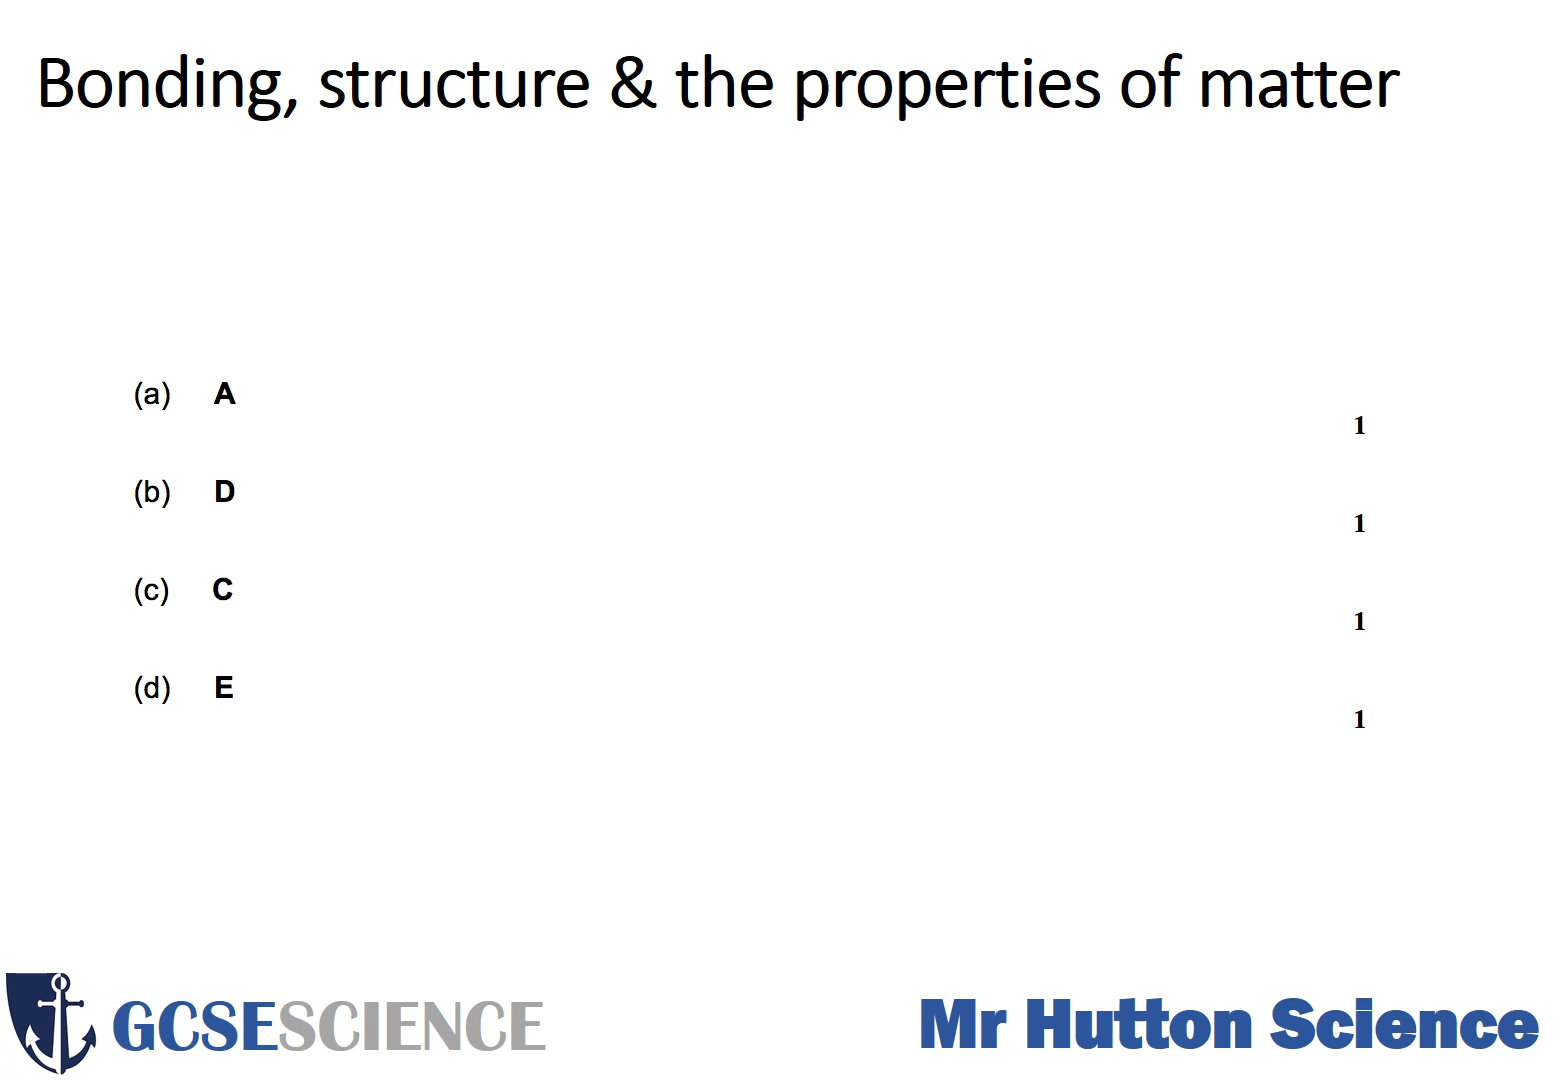 Bonding, structure & the properties of matter
(a) A
1
(b) D
1
(c) C
1
(d) E
1
GCSESCIENCE
Mr Hutton Science